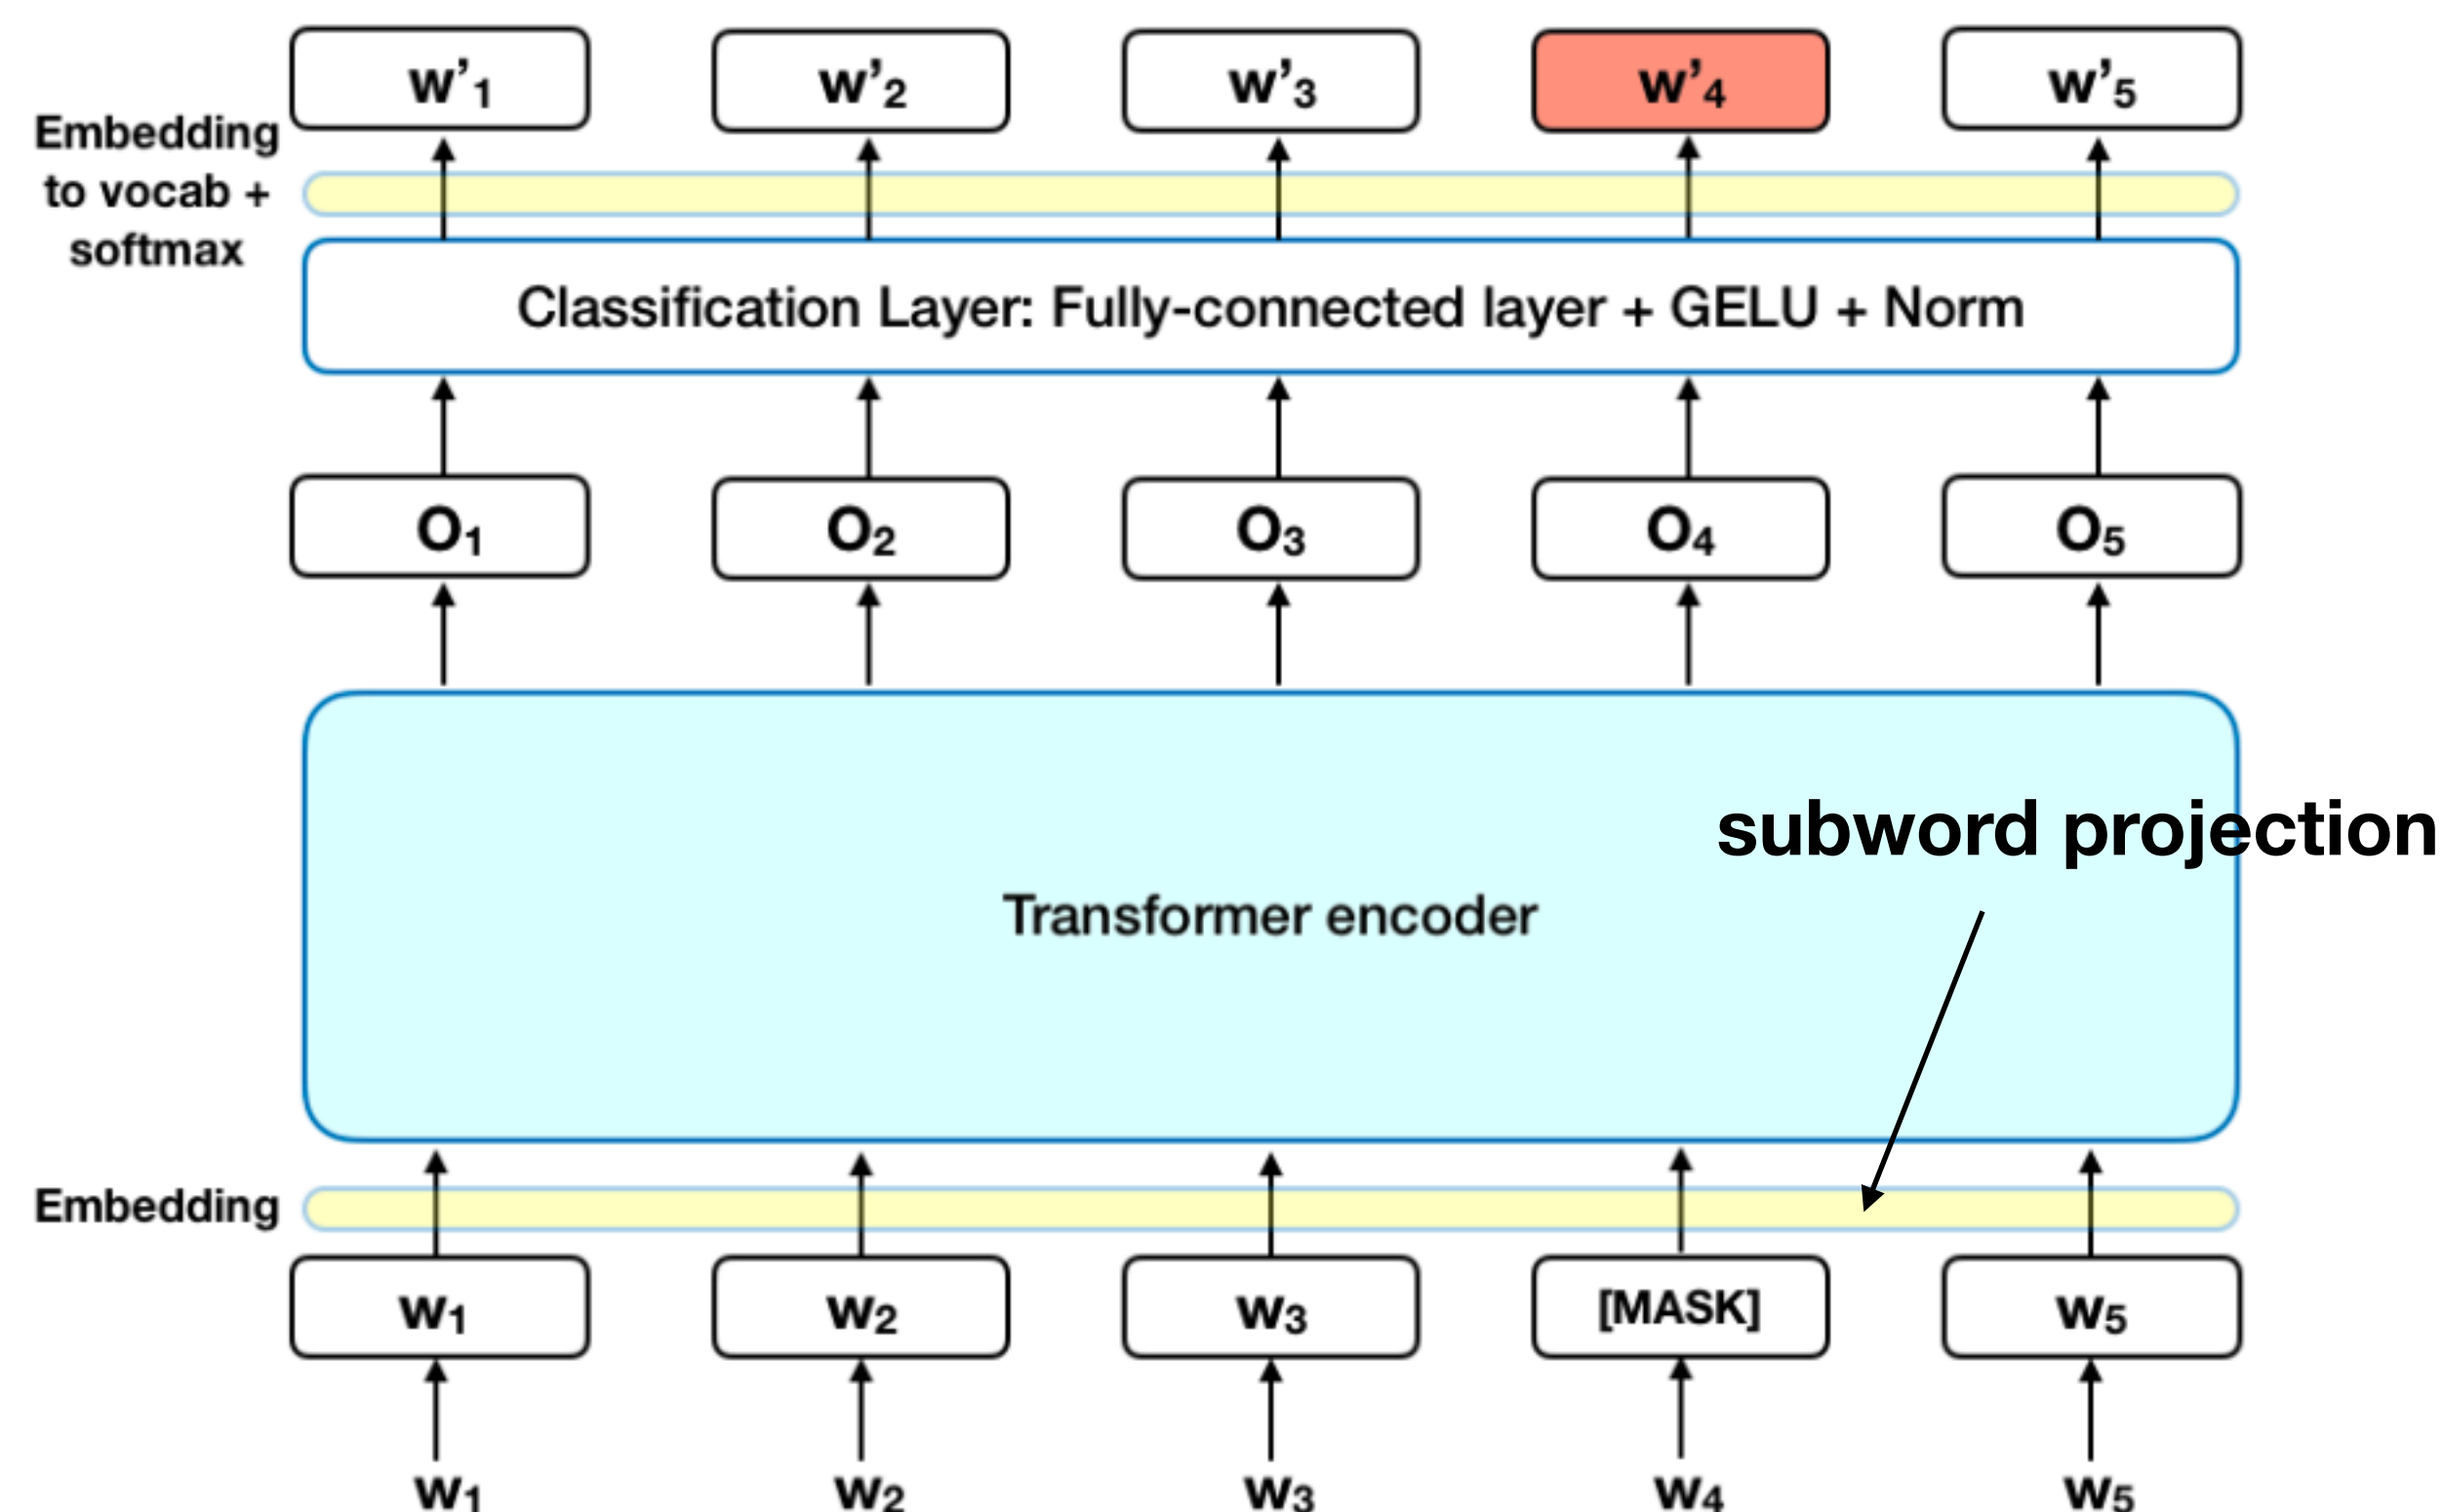 w’₁ w’₂ w’₃ w’₄ w’₅
Embedding
to vocab +
softmax
Classification Layer: Fully-connected layer + GELU + Norm
O₁ O₂ O₃ O₄ O₅
subword projection
Transformer encoder
Embedding
w₁ w₂ w₃ [MASK] w₅
w₁ w₂ w₃ w₄ w₅